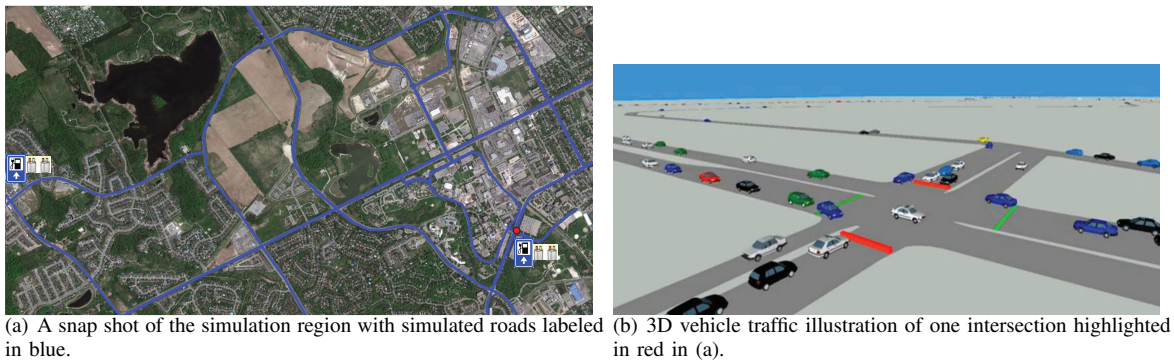 (a) A snap shot of the simulation region with simulated roads labeled
in blue.
(b) 3D vehicle traffic illustration of one intersection highlighted
in red in (a).